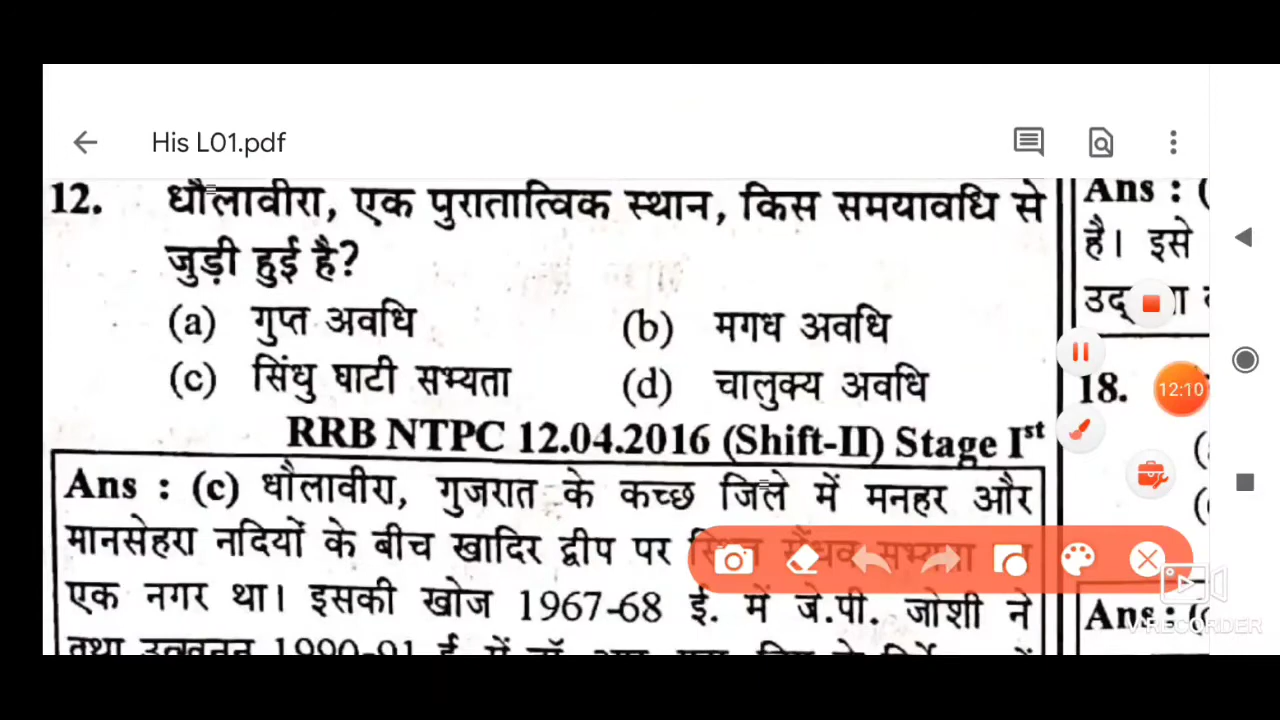 His L01.pdf
12. धौलावीरा, एक पुरातात्विक स्थान, किस समयावधि से
जुड़ी हुई है?
(a) गुप्त अवधि (b) मगध अवधि
(c) सिंधु घाटी सभ्यता (d) चालुक्य अवधि
RRB NTPC 12.04.2016 (Shift-II) Stage Ist
Ans : (c) धौलावीरा, गुजरात के कच्छ जिले में मनहर और
मानसेहरा नदियों के बीच खादिर द्वीप पर
एक नगर था। इसकी खोज 1967-68 ई. में जे.पी. जोशी ने
Ans : (
है। इसे
18.
12:10
Ans : (
V RECORDER